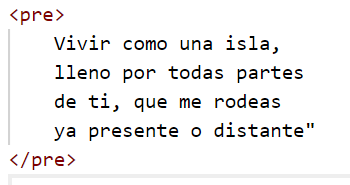 <pre>
Vivir como una isla,
lleno por todas partes
de ti, que me rodeas
ya presente o distante"
</pre>